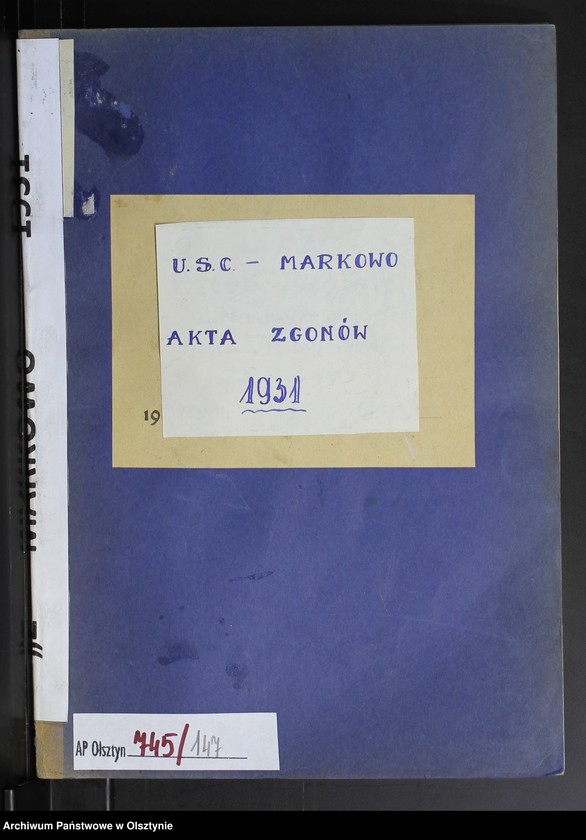 U.S.C. – MARKOWO
AKTA ZGONÓW
1931
19
AP Olsztyn 745/147
Archiwum Państwowe w Olsztynie